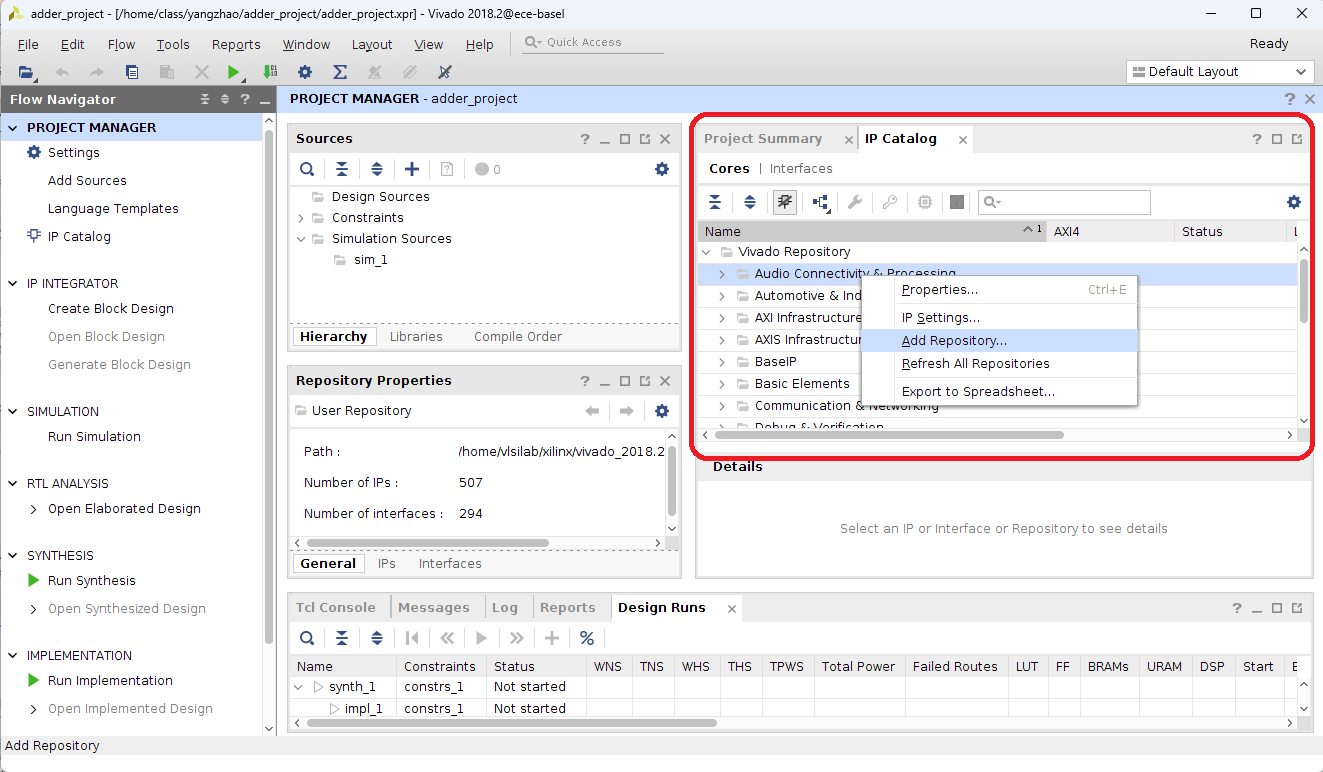 adder_project - [/home/class/yangzhao/adder_project/adder_project.xpr] - Vivado 2018.2@ece-basel
File Edit Flow Tools Reports Window Layout View Help Quick Access Ready
Default Layout
Flow Navigator
PROJECT MANAGER
Settings
Add Sources
Language Templates
IP Catalog
IP INTEGRATOR
Create Block Design
Open Block Design
Generate Block Design
SIMULATION
Run Simulation
RTL ANALYSIS
Open Elaborated Design
SYNTHESIS
Run Synthesis
Open Synthesized Design
IMPLEMENTATION
Run Implementation
Open Implemented Design
PROJECT MANAGER - adder_project
Sources
0
Design Sources
Constraints
Simulation Sources
sim_1
Hierarchy Libraries Compile Order
Repository Properties
User Repository
Path : /home/vlsilab/xilinx/vivado_2018.2
Number of IPs : 507
Number of interfaces : 294
General IPs Interfaces
Project Summary IP Catalog
Cores | Interfaces
Name 1 AXI4 Status
Vivado Repository
Audio Connectivity & Processing
Automotive & Ind
AXI Infrastructure
AXIS Infrastructur
BaseIP
Basic Elements
Communication & Networking
Debug & Verification
Properties... Ctrl+E
IP Settings...
Add Repository...
Refresh All Repositories
Export to Spreadsheet...
Details
Select an IP or Interface or Repository to see details
Tcl Console Messages Log Reports Design Runs
Name Constraints Status WNS TNS WHS THS TPWS Total Power Failed Routes LUT FF BRAMs URAM DSP Start E
synth_1 constrs_1 Not started
impl_1 constrs_1 Not started
Add Repository